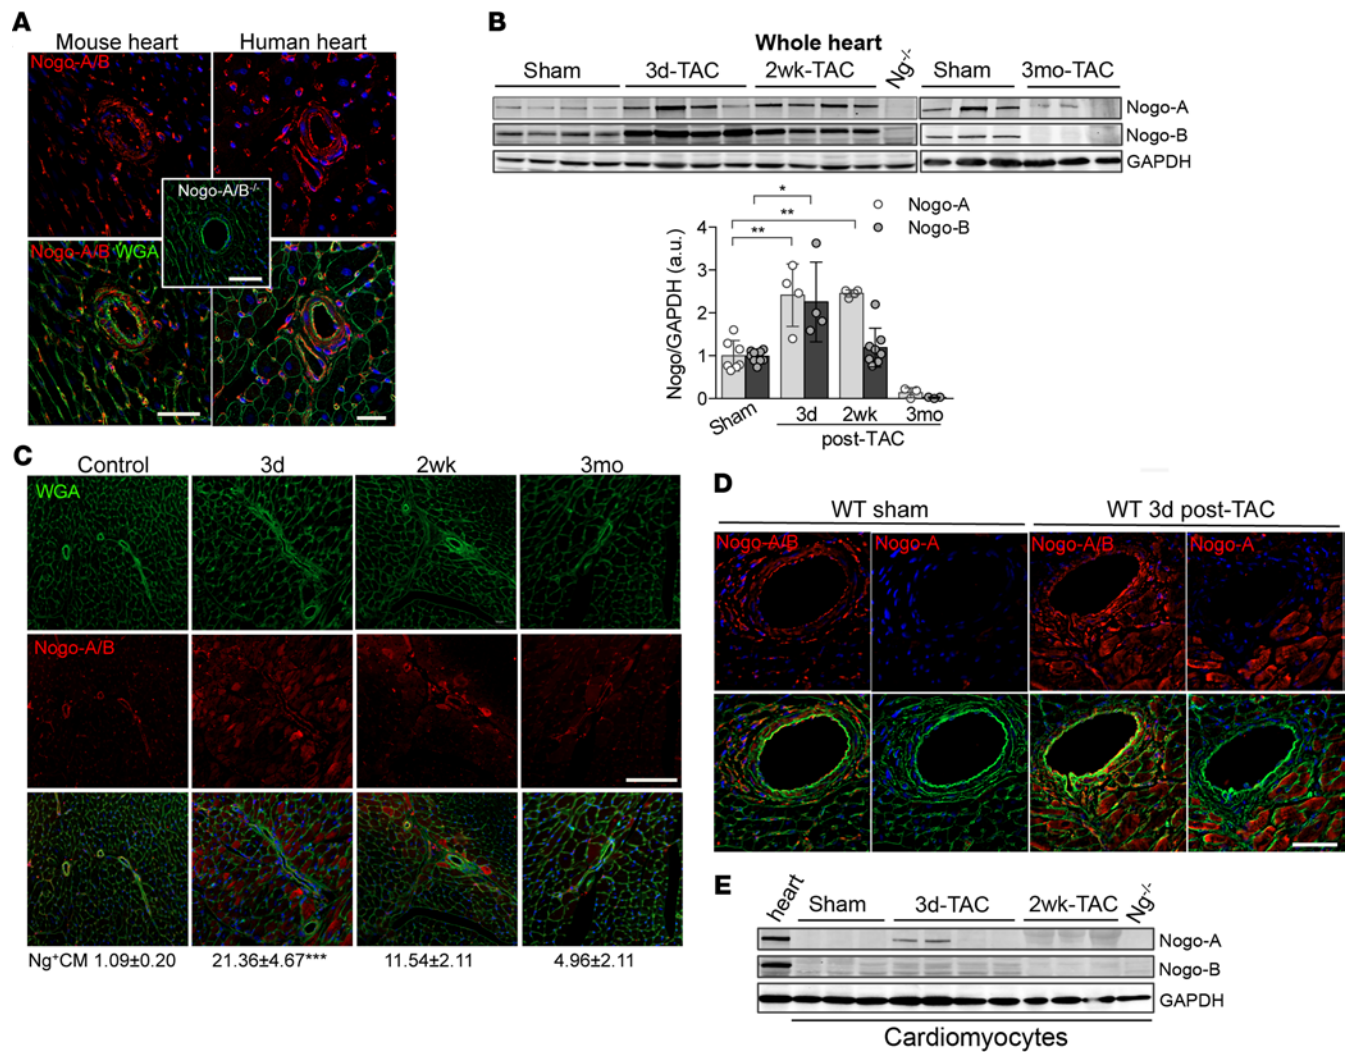 A
Mouse heart
Human heart
Nogo-A/B
Nogo-A/B-/-
Nogo-A/B WGA
B
Whole heart
Sham 3d-TAC 2wk-TAC Ng-/- Sham 3mo-TAC
Nogo-A
Nogo-B
GAPDH
Nogo/GAPDH (a.u.)
4
3
2
1
0
**
*
**
Nogo-A
Nogo-B
Sham 3d 2wk 3mo
post-TAC
C
Control 3d 2wk 3mo
WGA
Nogo-A/B
Ng+CM 1.09±0.20 21.36±4.67*** 11.54±2.11 4.96±2.11
D
WT sham WT 3d post-TAC
Nogo-A/B Nogo-A Nogo-A/B Nogo-A
E
heart Sham 3d-TAC 2wk-TAC Ng-/-
Nogo-A
Nogo-B
GAPDH
Cardiomyocytes